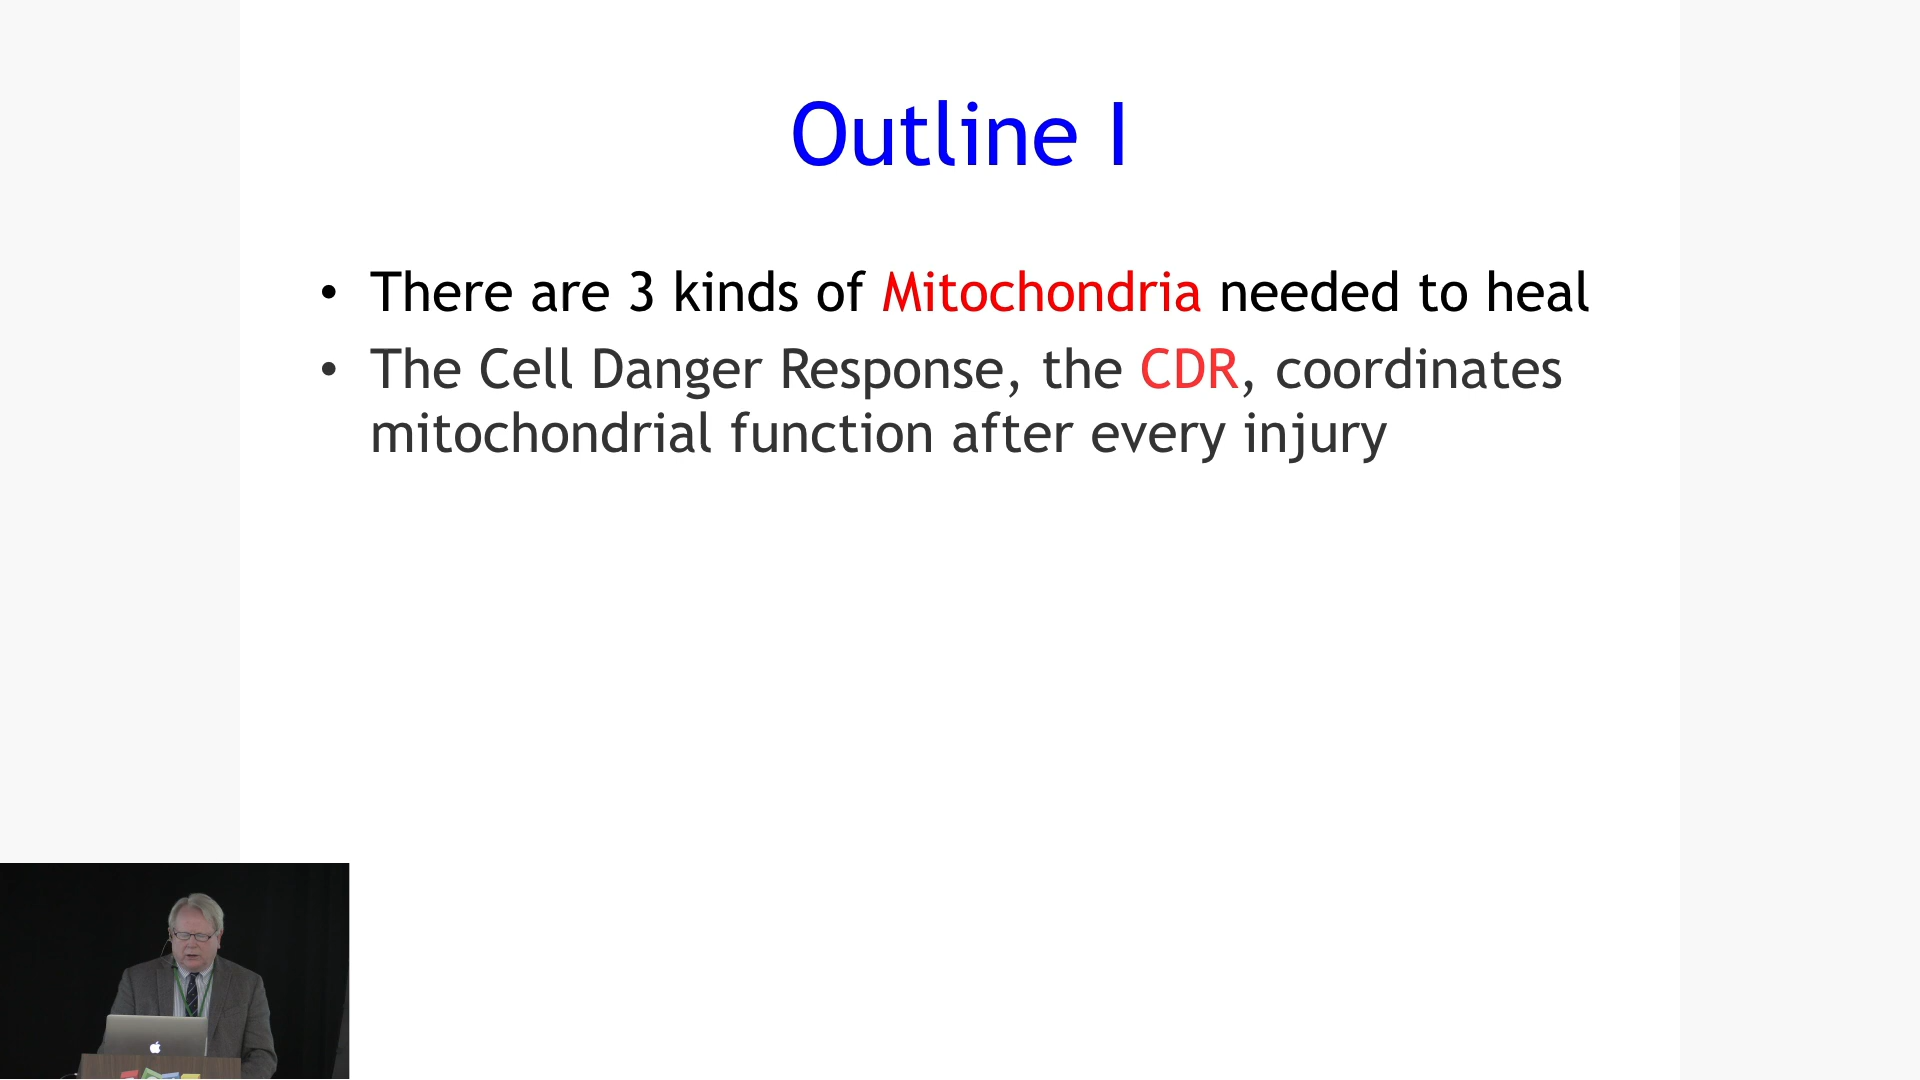 Outline I
• There are 3 kinds of Mitochondria needed to heal
• The Cell Danger Response, the CDR, coordinates
mitochondrial function after every injury